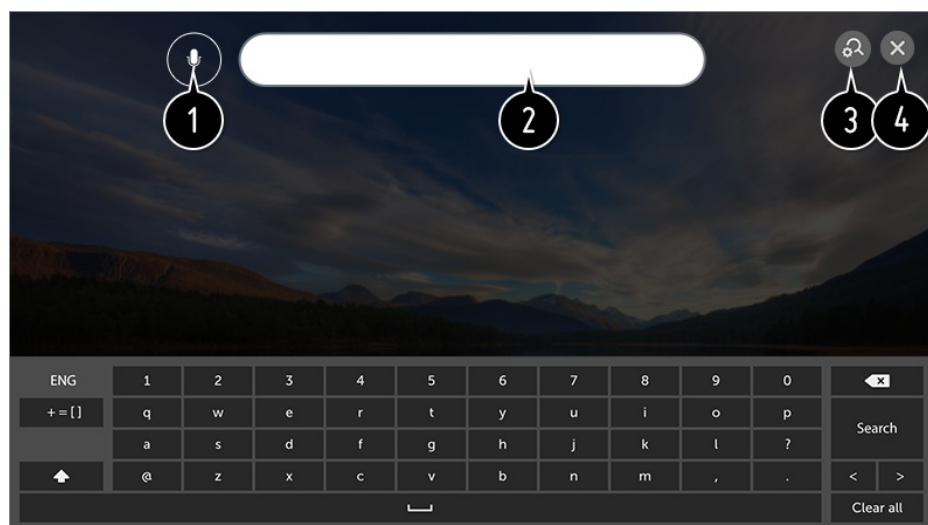 1
2
3
4
ENG 1 2 3 4 5 6 7 8 9 0
+ = [ ] q w e r t y u i o p
Search
a s d f g h j k l ?
@ z x c v b n m , . < >
Clear all